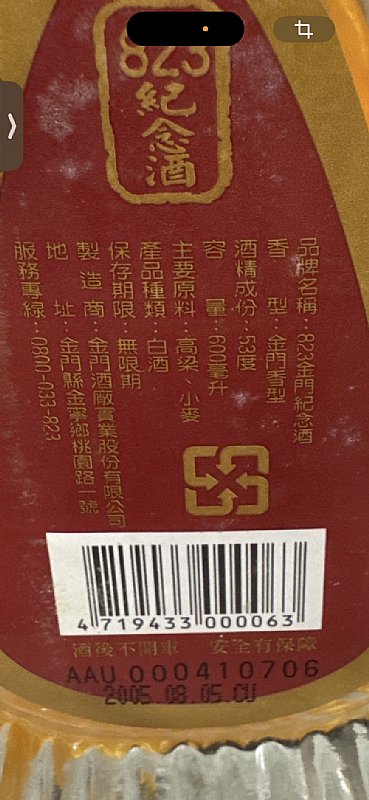 823
紀念酒
品牌名稱：823金門紀念酒
香型：金門香型
酒精成份：53度
容量：600毫升
主要原料：高粱、小麥
產品種類：白酒
保存期限：無限期
製造商：金門酒廠實業股份有限公司
地址：金門縣金寧鄉桃園路一號
服務專線：0800-033-823
4 719433 000063
酒後不開車 安全有保障
AAU 000410706
2005.08.05.CU